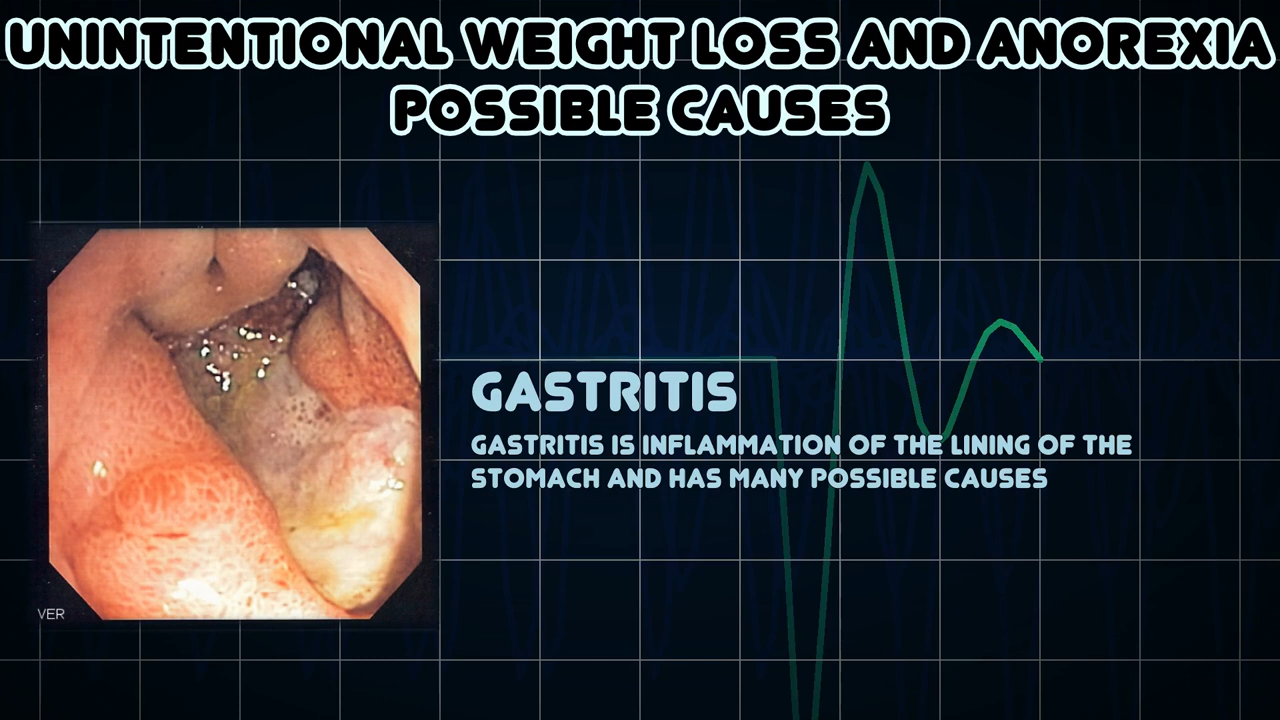 UNINTENTIONAL WEIGHT LOSS AND ANOREXIA
POSSIBLE CAUSES
GASTRITIS
GASTRITIS IS INFLAMMATION OF THE LINING OF THE
STOMACH AND HAS MANY POSSIBLE CAUSES
VER